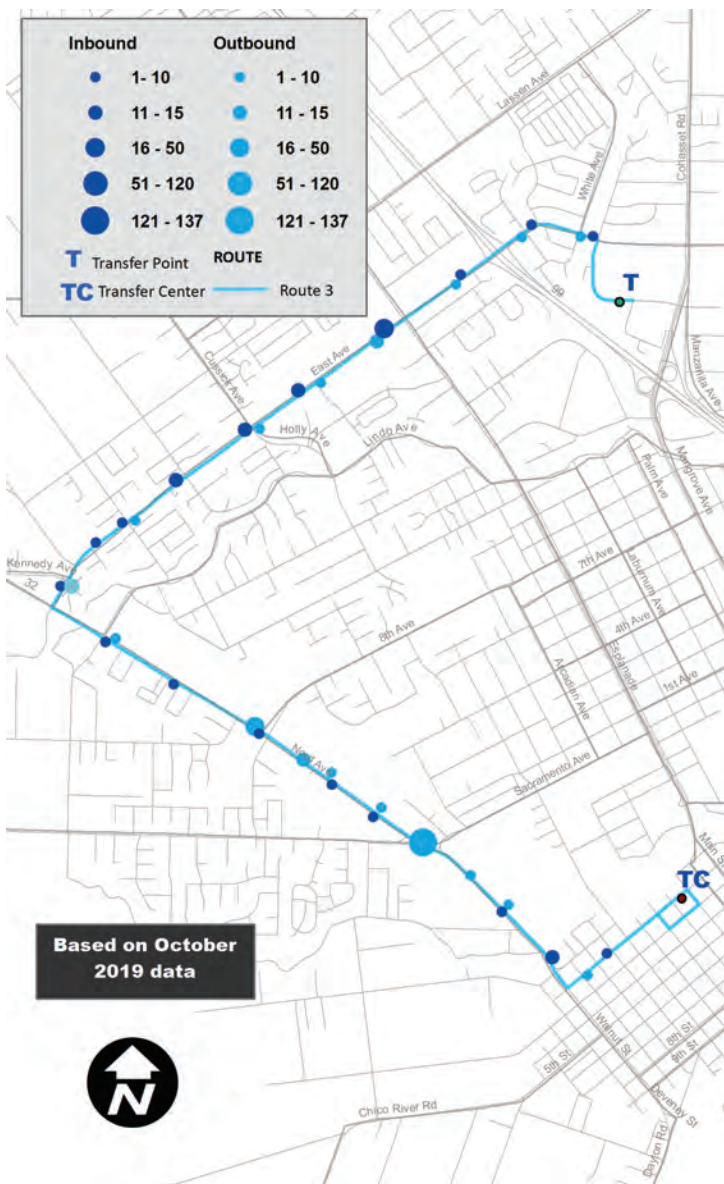 Inbound
Outbound
1- 10
1- 10
11 - 15
11 - 15
16 - 50
16 - 50
51 - 120
51 - 120
121 - 137
121 - 137
T Transfer Point
ROUTE
TC Transfer Center
Route 3
Lassen Ave
Cohasset Rd
White Ave
99
T
Cussick Ave
East Ave
Manzanita Ave
Holly Ave
Lindo Ave
Mangrove Ave
Palm Ave
Kennedy Ave
32
7th Ave
Laburnum Ave
8th Ave
4th Ave
Esplanade
1st Ave
Arcadian Ave
Nord Ave
Sacramento Ave
Main St
TC
Based on October
2019 data
Walnut St
8th St
9th St
5th St
N
Deveney St
Chico River Rd
Dayton Rd